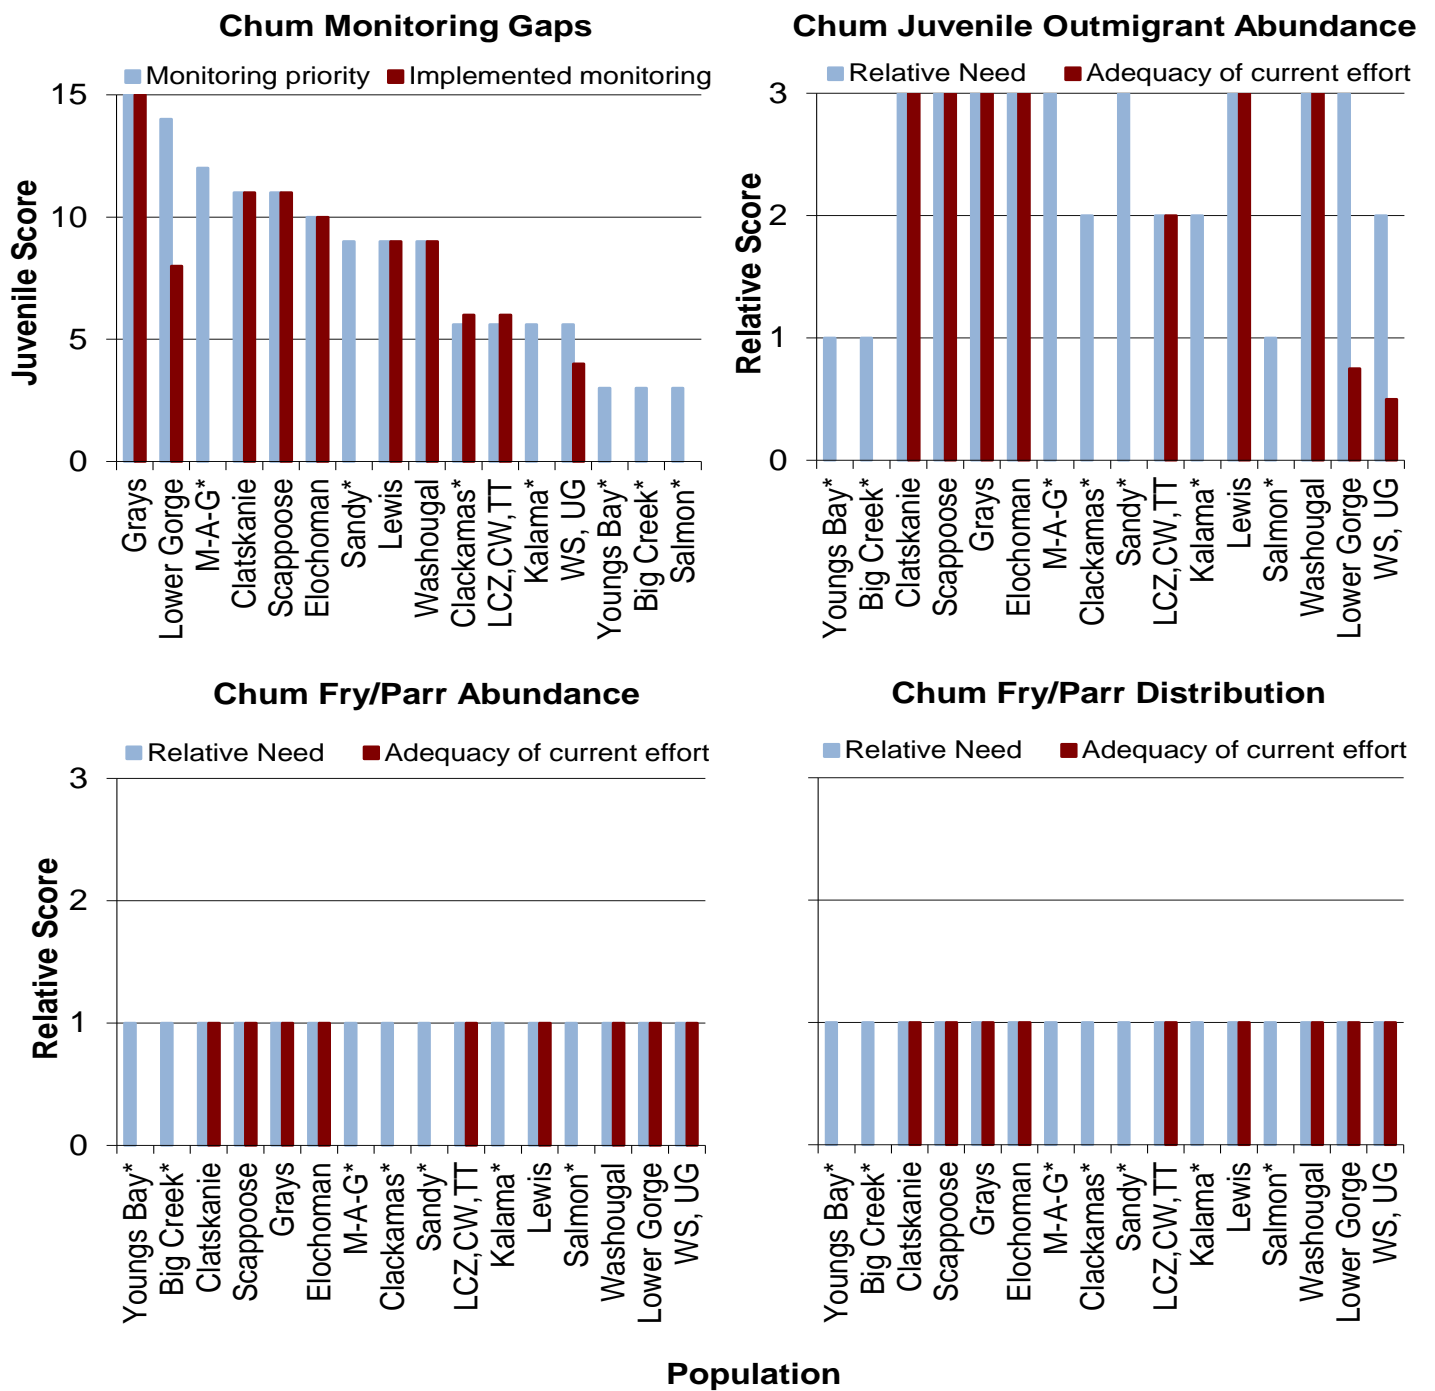 Chum Monitoring Gaps
Monitoring priority Implemented monitoring
15
10
5
0
Juvenile Score
Grays
Lower Gorge
M-A-G*
Clatskanie
Scappoose
Elochoman
Sandy*
Lewis
Washougal
Clackamas*
LCZ,CW,TT
Kalama*
WS, UG
Youngs Bay*
Big Creek*
Salmon*
Chum Juvenile Outmigrant Abundance
Relative Need Adequacy of current effort
3
2
1
0
Relative Score
Youngs Bay*
Big Creek*
Clatskanie
Scappoose
Grays
Elochoman
M-A-G*
Clackamas*
Sandy*
LCZ,CW,TT
Kalama*
Lewis
Salmon*
Washougal
Lower Gorge
WS, UG
Chum Fry/Parr Abundance
Relative Need Adequacy of current effort
3
2
1
0
Relative Score
Youngs Bay*
Big Creek*
Clatskanie
Scappoose
Grays
Elochoman
M-A-G*
Clackamas*
Sandy*
LCZ,CW,TT
Kalama*
Lewis
Salmon*
Washougal
Lower Gorge
WS, UG
Chum Fry/Parr Distribution
Relative Need Adequacy of current effort
Youngs Bay*
Big Creek*
Clatskanie
Scappoose
Grays
Elochoman
M-A-G*
Clackamas*
Sandy*
LCZ,CW,TT
Kalama*
Lewis
Salmon*
Washougal
Lower Gorge
WS, UG
Population